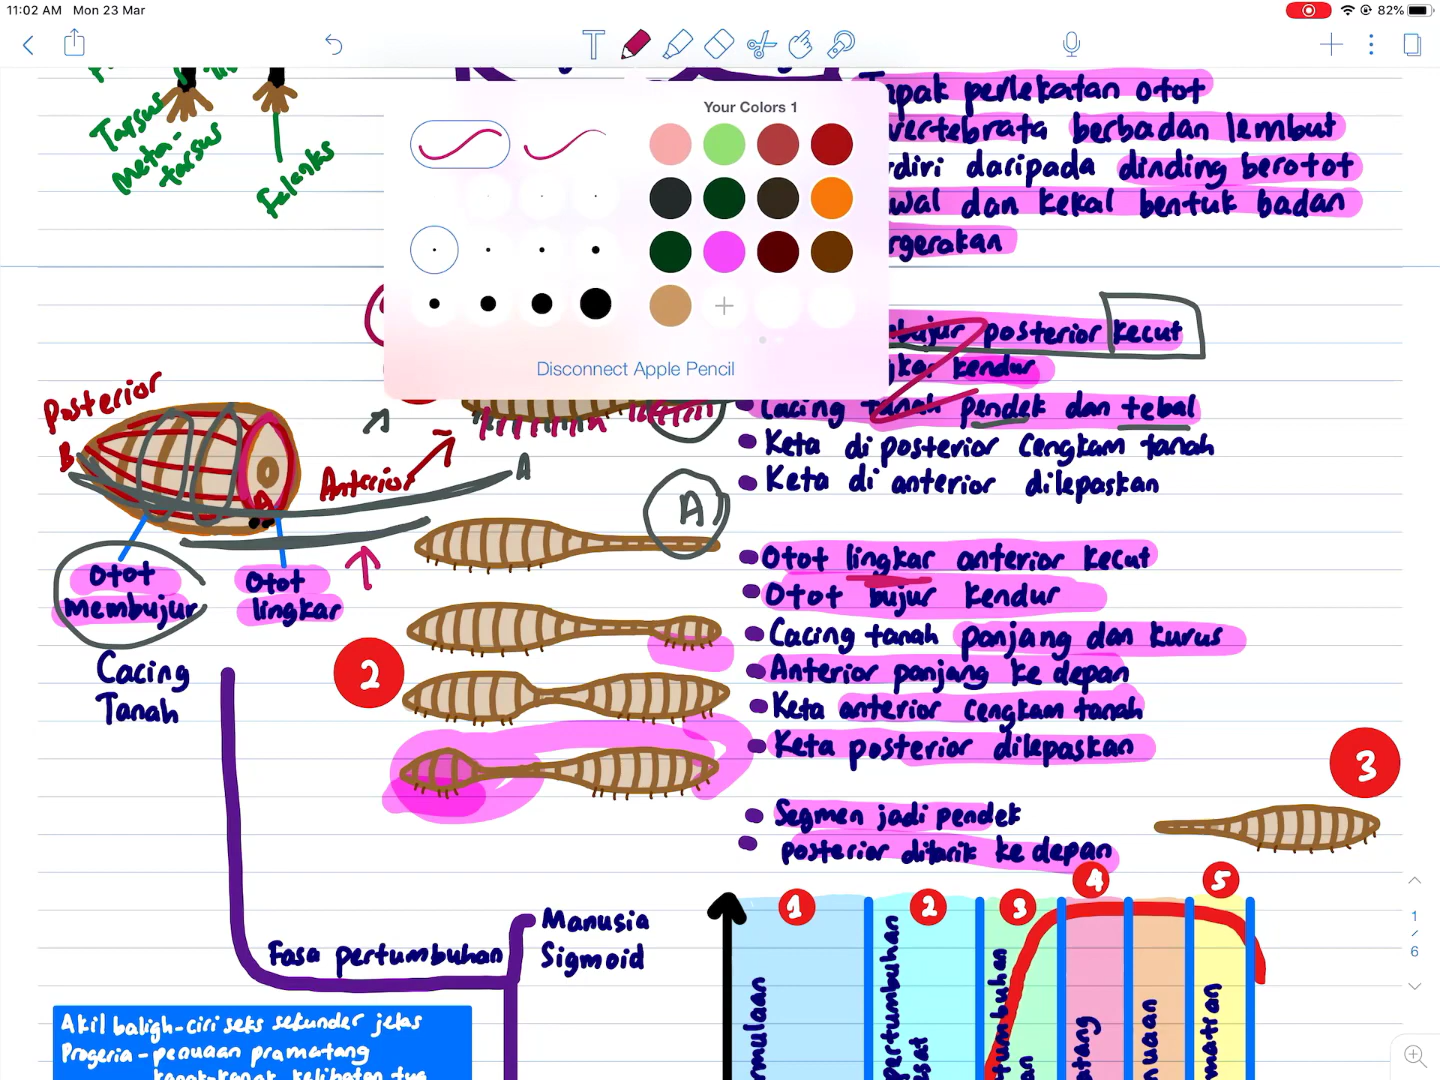 11:02 AM Mon 23 Mar
82%
T
Your Colors 1
Disconnect Apple Pencil
Tarsus
Meta-
tarsus
Falanks
perlekatan otot
berbadan lembut
daripada dinding berotot
dan kekal bentuk badan
posterior kecut
kendur
Cacing tanah pendek dan tebal
Keta di posterior cengkam tanah
Keta di anterior dilepaskan
Posterior
B
A
Anterior
A
A
Otot
membujur
Otot
lingkar
Cacing
Tanah
2
Otot lingkar anterior kecut
Otot bujur kendur
Cacing tanah panjang dan kurus
Anterior panjang ke depan
Keta anterior cengkam tanah
Keta posterior dilepaskan
Segmen jadi pendek
posterior ditarik ke depan
3
Fasa pertumbuhan
Manusia
Sigmoid
1
2
3
4
5
pertumbuhan
Akil baligh-ciri seks sekunder jelas
Progeria-penuaan pramatang
1
6